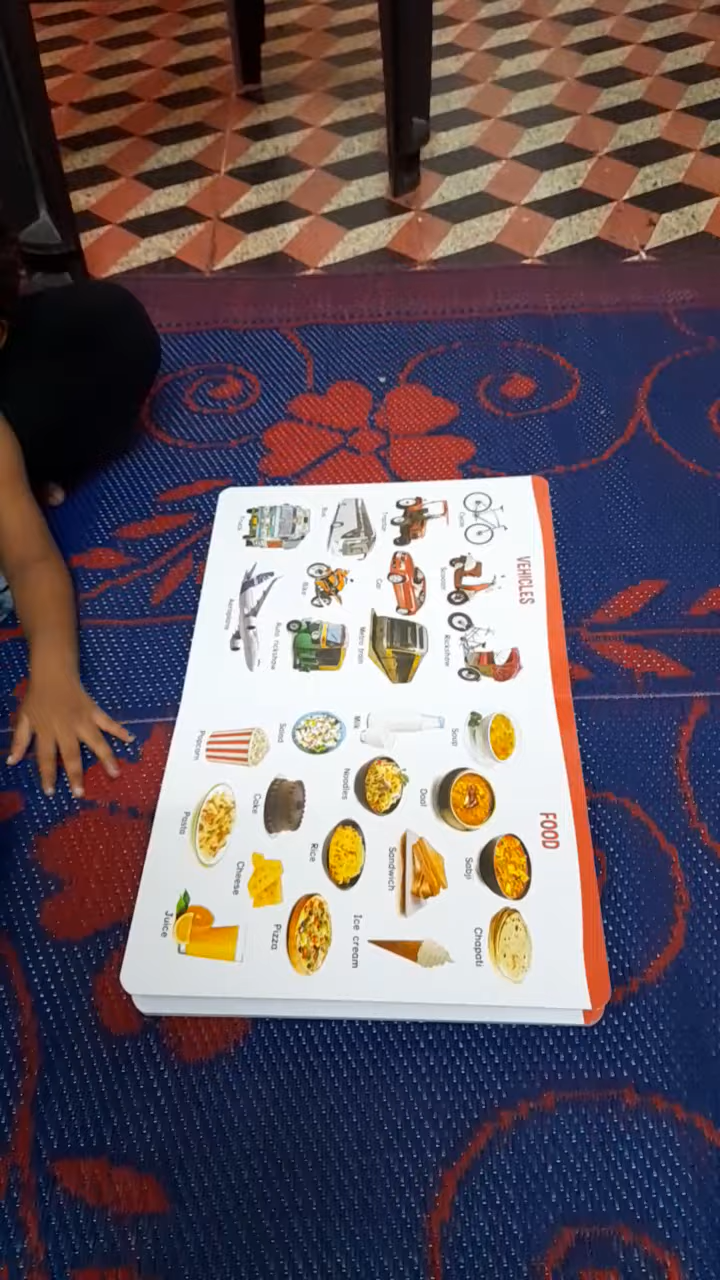 VEHICLES
Cycle
Scooter
Rickshaw
Tractor
Car
Metro train
Bus
Bike
Auto rickshaw
Truck
Aeroplane
FOOD
Soup
Daal
Sabji
Chapati
Milk
Noodles
Sandwich
Ice cream
Salad
Cake
Rice
Pizza
Popcorn
Pasta
Cheese
Juice